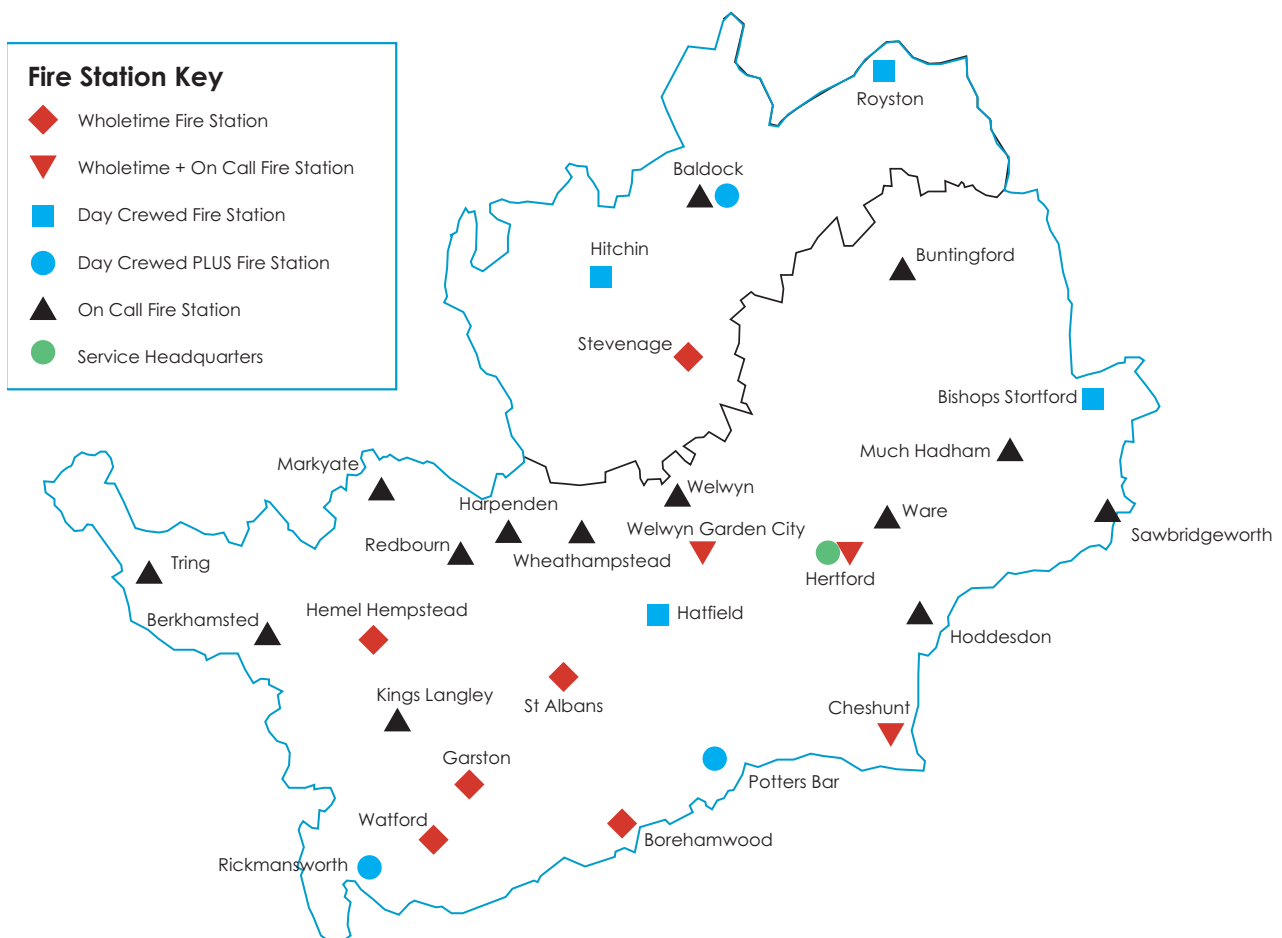 Fire Station Key
Wholetime Fire Station
Wholetime + On Call Fire Station
Day Crewed Fire Station
Day Crewed PLUS Fire Station
On Call Fire Station
Service Headquarters
Royston
Baldock
Hitchin
Buntingford
Stevenage
Bishops Stortford
Much Hadham
Markyate
Welwyn
Harpenden
Ware
Welwyn Garden City
Sawbridgeworth
Redbourn
Wheathampstead
Tring
Hertford
Hemel Hempstead
Hatfield
Berkhamsted
Hoddesdon
Kings Langley
St Albans
Cheshunt
Garston
Potters Bar
Watford
Borehamwood
Rickmansworth